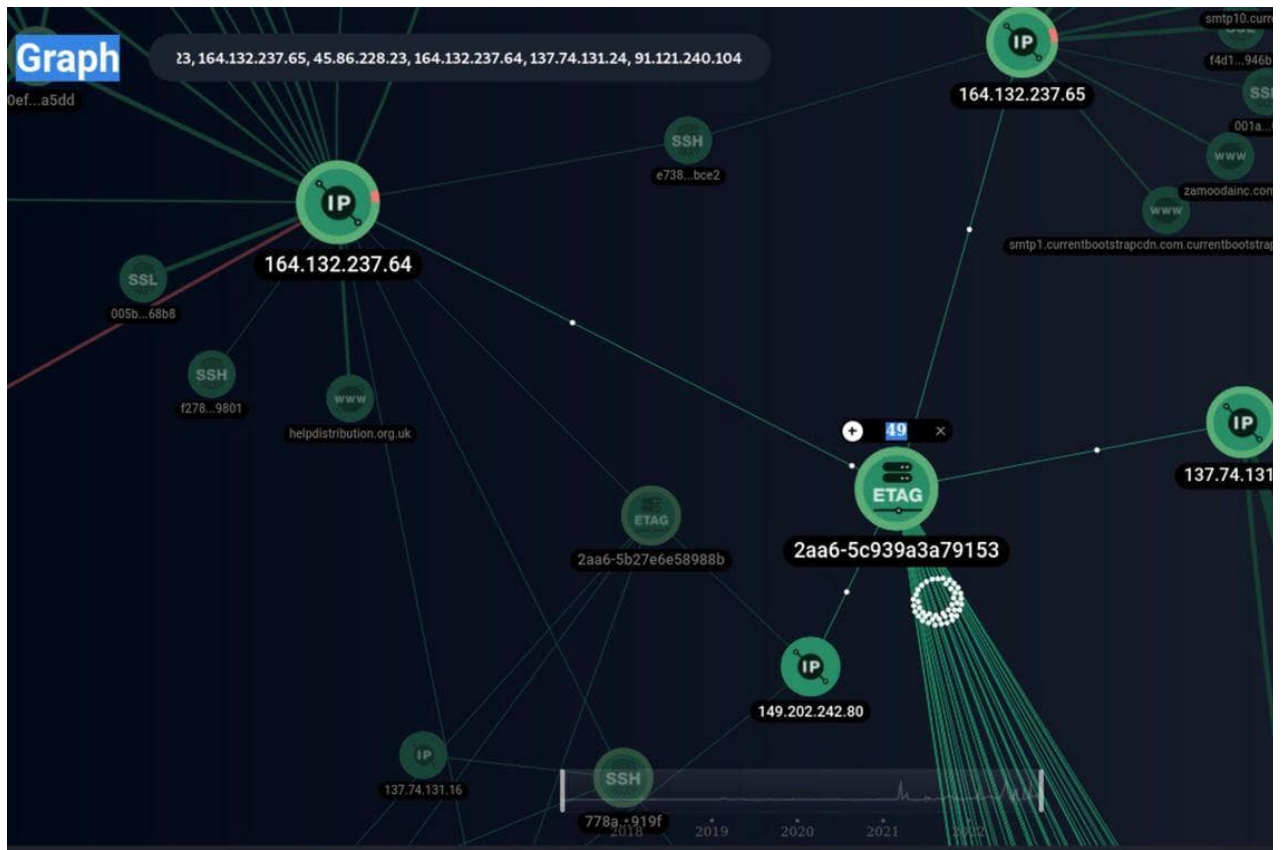 Graph
23, 164.132.237.65, 45.86.228.23, 164.132.237.64, 137.74.131.24, 91.121.240.104
0ef...a5dd
IP
164.132.237.65
smtp10.curre
f4d1...946b
SSL
001a...
www
zamoodainc.com
www
smtp1.currentbootstrapcdn.com.currentbootstrap
SSH
e738...bce2
IP
164.132.237.64
SSL
005b...68b8
SSH
f278...9801
www
helpdistribution.org.uk
49
ETAG
2aa6-5c939a3a79153
IP
137.74.131
ETAG
2aa6-5b27e6e58988b
IP
149.202.242.80
IP
137.74.131.16
SSH
778a...919f
2018 2019 2020 2021 2022